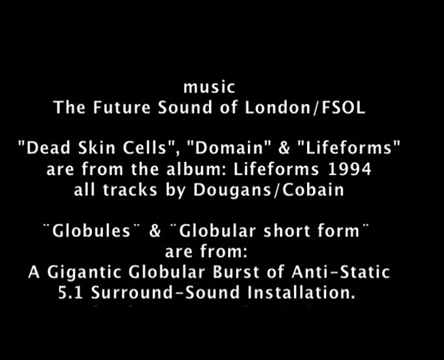 music
The Future Sound of London/FSOL
"Dead Skin Cells", "Domain" & "Lifeforms"
are from the album: Lifeforms 1994
all tracks by Dougans/Cobain
¨Globules¨ & ¨Globular short form¨
are from:
A Gigantic Globular Burst of Anti-Static
5.1 Surround-Sound Installation.